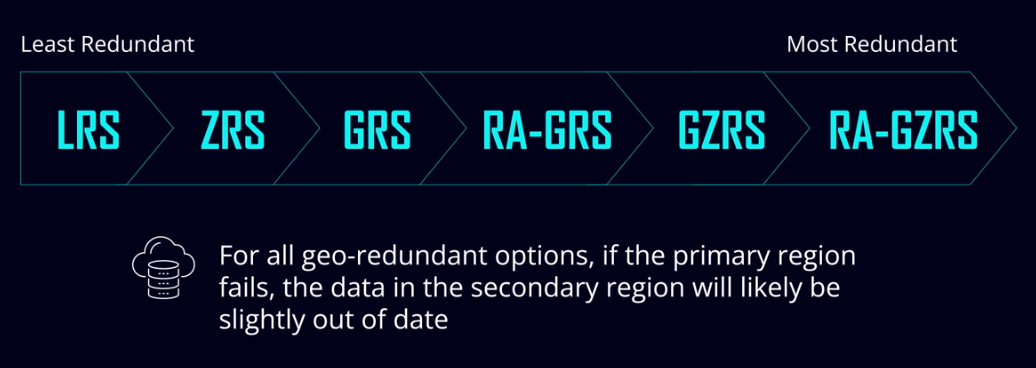 Least Redundant
Most Redundant
LRS
ZRS
GRS
RA-GRS
GZRS
RA-GZRS
For all geo-redundant options, if the primary region
fails, the data in the secondary region will likely be
slightly out of date